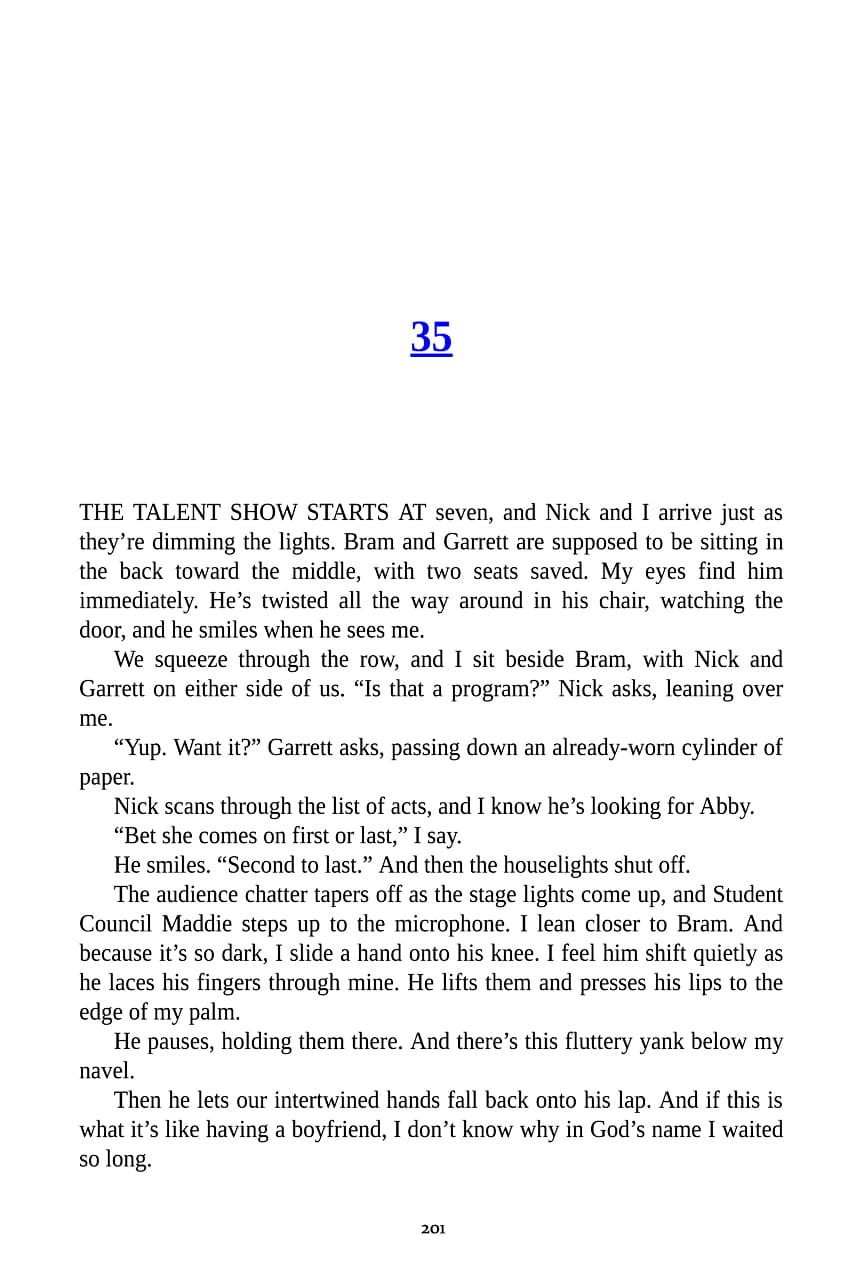 35
THE TALENT SHOW STARTS AT seven, and Nick and I arrive just as
they’re dimming the lights. Bram and Garrett are supposed to be sitting in
the back toward the middle, with two seats saved. My eyes find him
immediately. He’s twisted all the way around in his chair, watching the
door, and he smiles when he sees me.
We squeeze through the row, and I sit beside Bram, with Nick and
Garrett on either side of us. “Is that a program?” Nick asks, leaning over
me.
“Yup. Want it?” Garrett asks, passing down an already-worn cylinder of
paper.
Nick scans through the list of acts, and I know he’s looking for Abby.
“Bet she comes on first or last,” I say.
He smiles. “Second to last.” And then the houselights shut off.
The audience chatter tapers off as the stage lights come up, and Student
Council Maddie steps up to the microphone. I lean closer to Bram. And
because it’s so dark, I slide a hand onto his knee. I feel him shift quietly as
he laces his fingers through mine. He lifts them and presses his lips to the
edge of my palm.
He pauses, holding them there. And there’s this fluttery yank below my
navel.
Then he lets our intertwined hands fall back onto his lap. And if this is
what it’s like having a boyfriend, I don’t know why in God’s name I waited
so long.
201